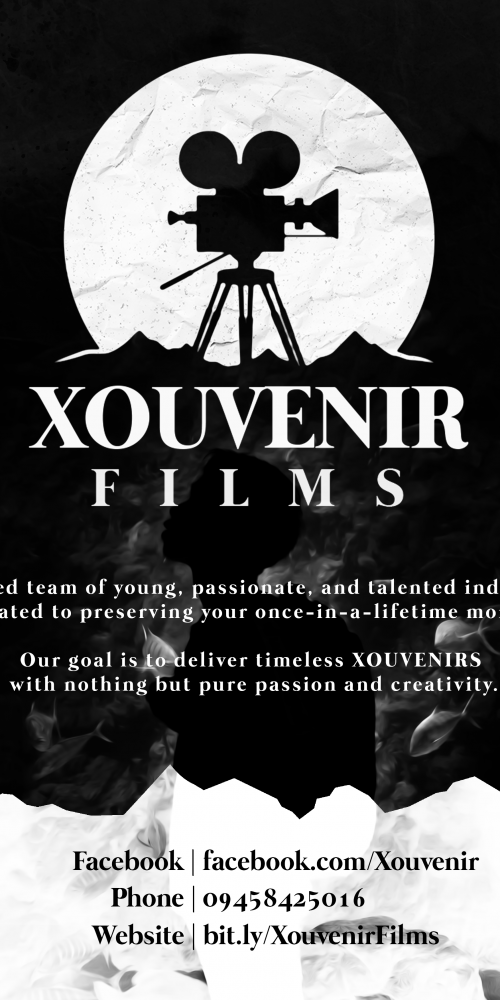 XOUVENIR
FILMS
ed team of young, passionate, and talented ind
ated to preserving your once-in-a-lifetime mo
Our goal is to deliver timeless XOUVENIRS
with nothing but pure passion and creativity.
Facebook | facebook.com/Xouvenir
Phone | 09458425016
Website | bit.ly/XouvenirFilms